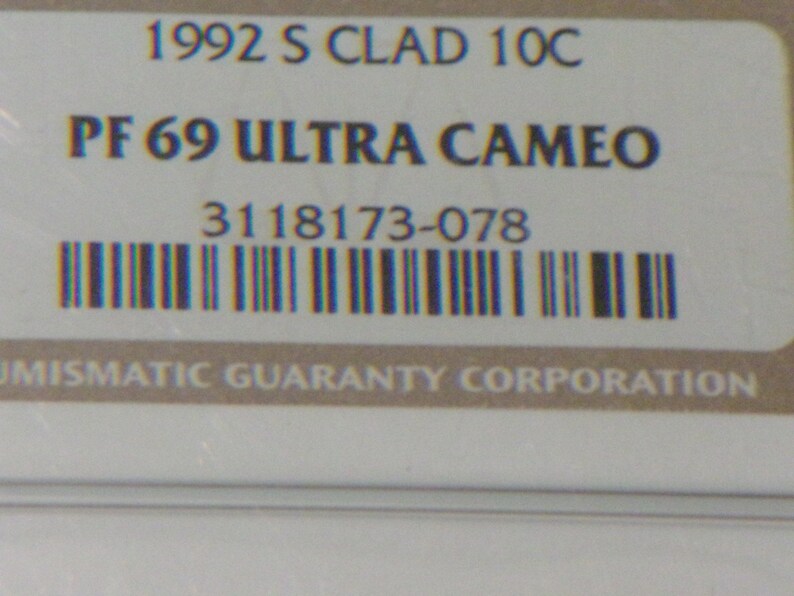 1992 S CLAD 10C
PF 69 ULTRA CAMEO
3118173-078
UMISMATIC GUARANTY CORPORATION